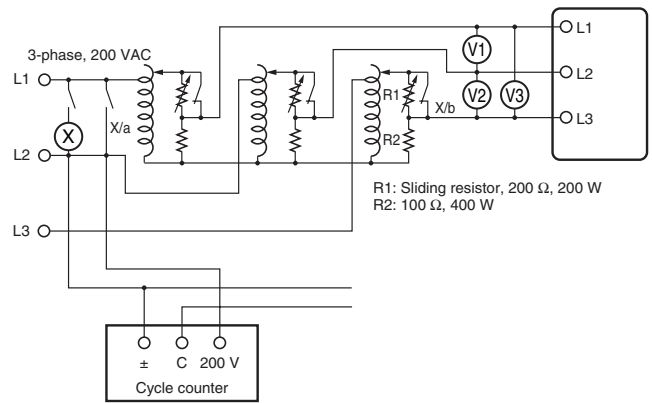 3-phase, 200 VAC
L1
L2
L3
X
X/a
R1
R2
X/b
V1
V2
V3
L1
L2
L3
R1: Sliding resistor, 200 Ω, 200 W
R2: 100 Ω, 400 W
± C 200 V
Cycle counter